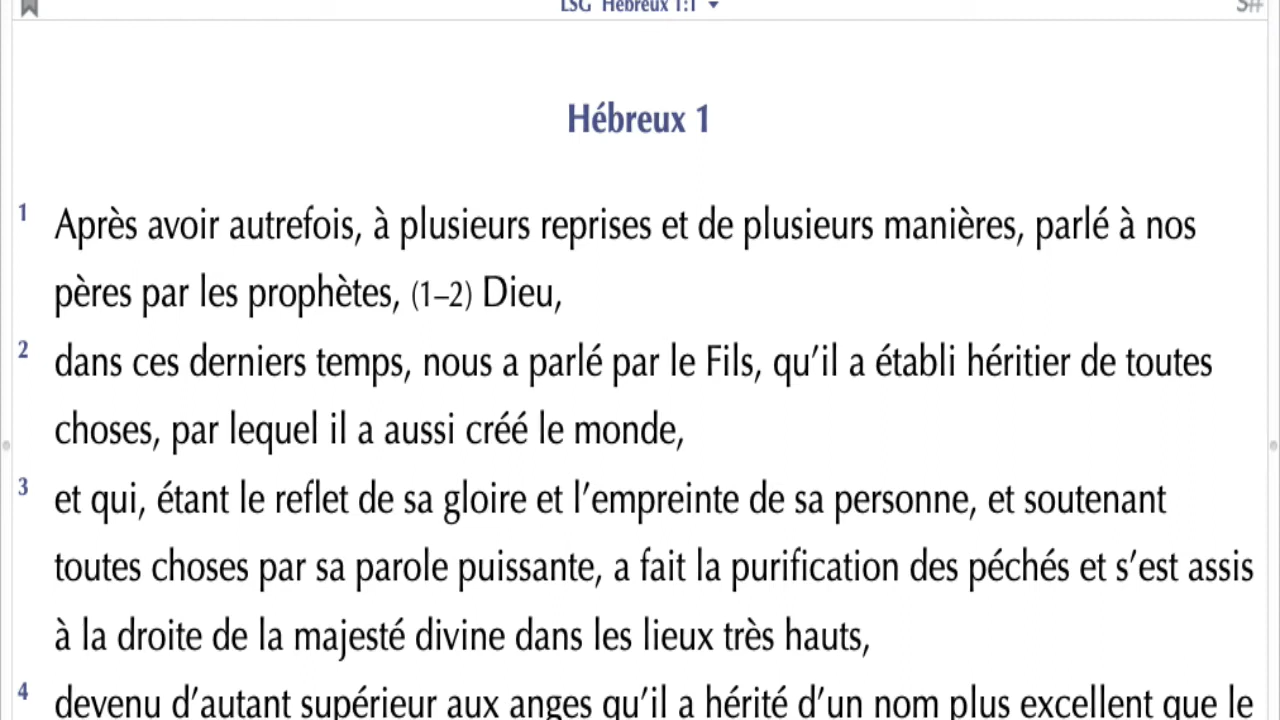 LSG Hébreux 1:1
S#
Hébreux 1
1 Après avoir autrefois, à plusieurs reprises et de plusieurs manières, parlé à nos
pères par les prophètes, (1–2) Dieu,
2 dans ces derniers temps, nous a parlé par le Fils, qu’il a établi héritier de toutes
choses, par lequel il a aussi créé le monde,
3 et qui, étant le reflet de sa gloire et l’empreinte de sa personne, et soutenant
toutes choses par sa parole puissante, a fait la purification des péchés et s’est assis
à la droite de la majesté divine dans les lieux très hauts,
4 devenu d’autant supérieur aux anges qu’il a hérité d’un nom plus excellent que le